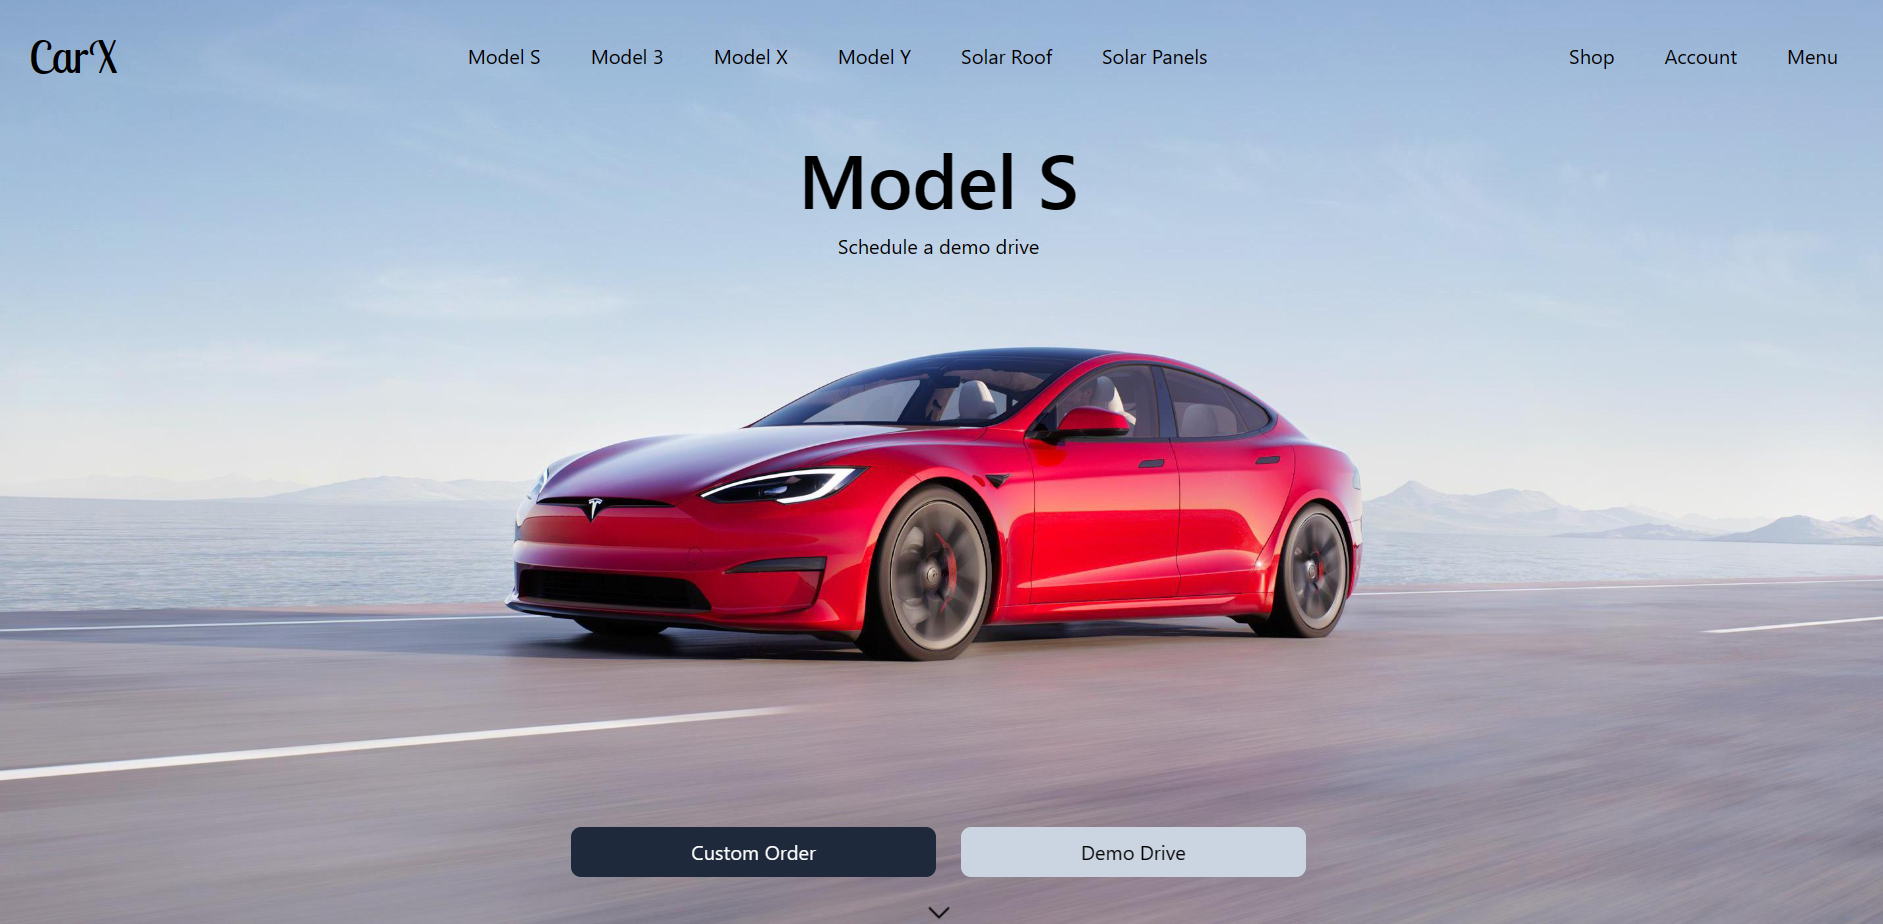 CarX
Model S
Model 3
Model X
Model Y
Solar Roof
Solar Panels
Shop
Account
Menu
Model S
Schedule a demo drive
Custom Order
Demo Drive